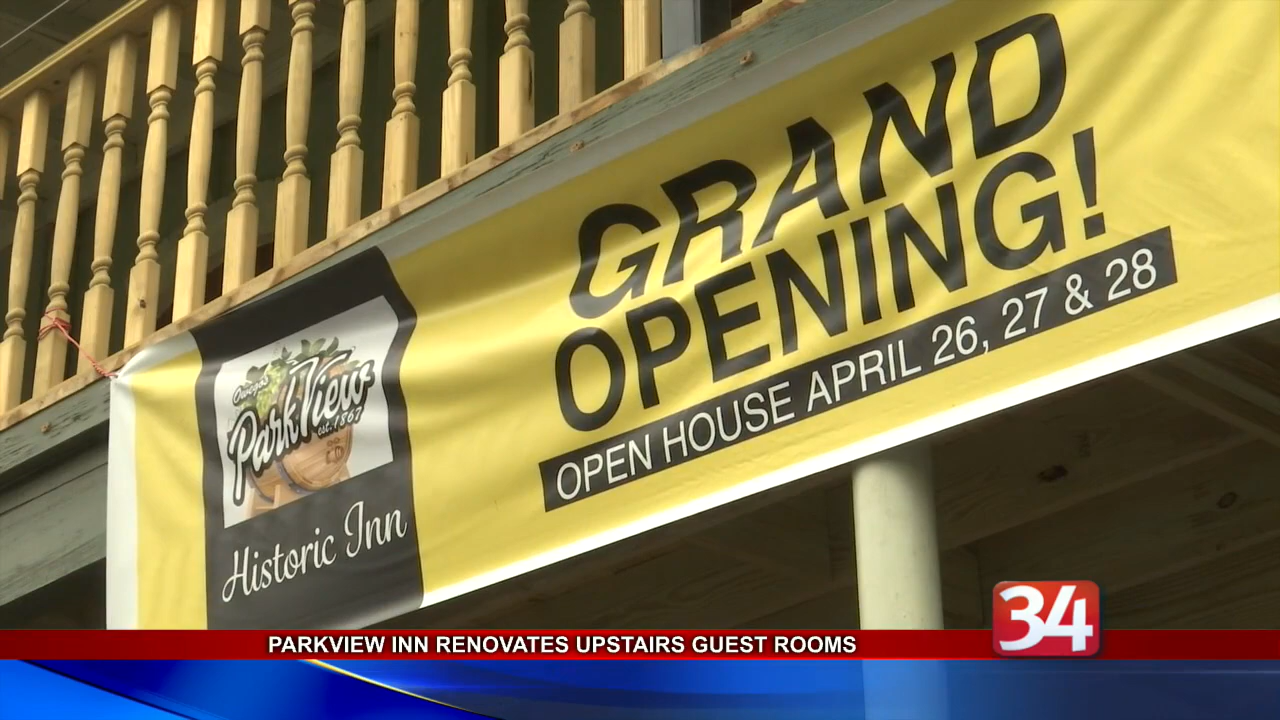 GRAND
OPENING!
OPEN HOUSE APRIL 26, 27 & 28
Owego's
ParkView
est. 1867
Historic Inn
34
PARKVIEW INN RENOVATES UPSTAIRS GUEST ROOMS